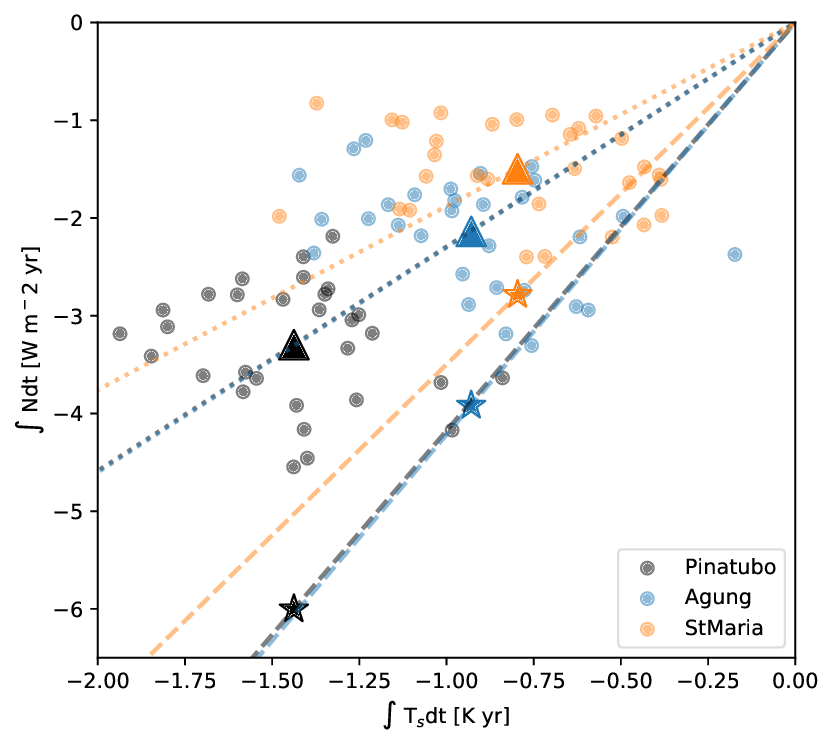 0
−1
−2
−3
−4
−5
−6
∫ Ndt [W m − 2 yr]
−2.00 −1.75 −1.50 −1.25 −1.00 −0.75 −0.50 −0.25 0.00
∫ Tₛdt [K yr]
Pinatubo
Agung
StMaria